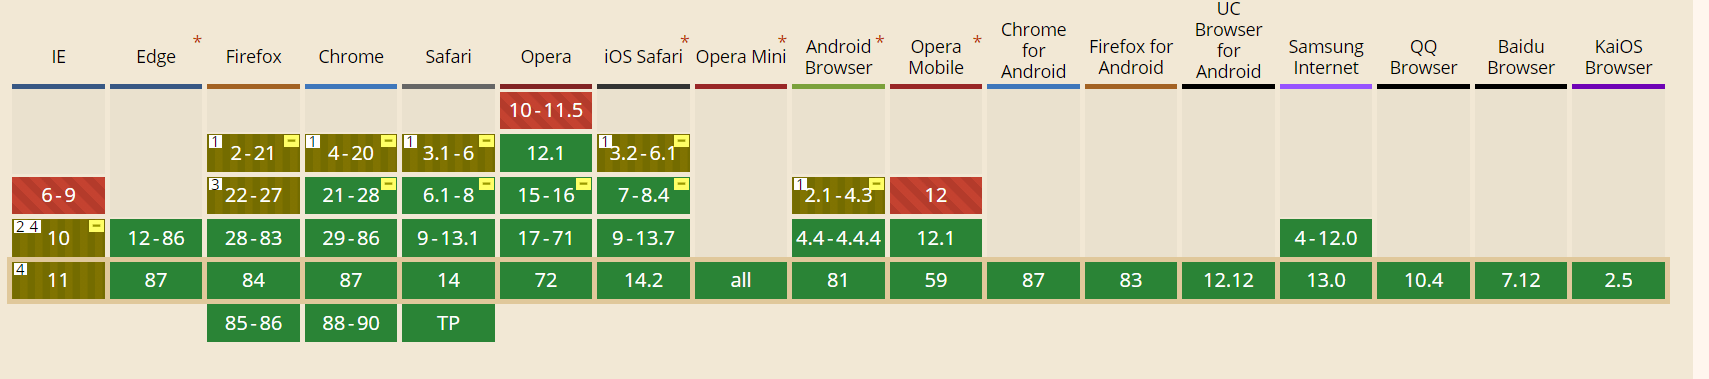 IE
Edge *
Firefox
Chrome
Safari
Opera
iOS Safari *
Opera Mini *
Android *
Browser
Opera *
Mobile
Chrome
for
Android
Firefox for
Android
UC
Browser
for
Android
Samsung
Internet
QQ
Browser
Baidu
Browser
KaiOS
Browser
10-11.5
1 2-21 1 4-20 1 3.1-6 12.1 1 3.2-6.1
6-9 3 22-27 21-28 6.1-8 15-16 7-8.4 1 2.1-4.3 12
2 4 10 12-86 28-83 29-86 9-13.1 17-71 9-13.7 4.4-4.4.4 12.1 4-12.0
4 11 87 84 87 14 72 14.2 all 81 59 87 83 12.12 13.0 10.4 7.12 2.5
85-86 88-90 TP